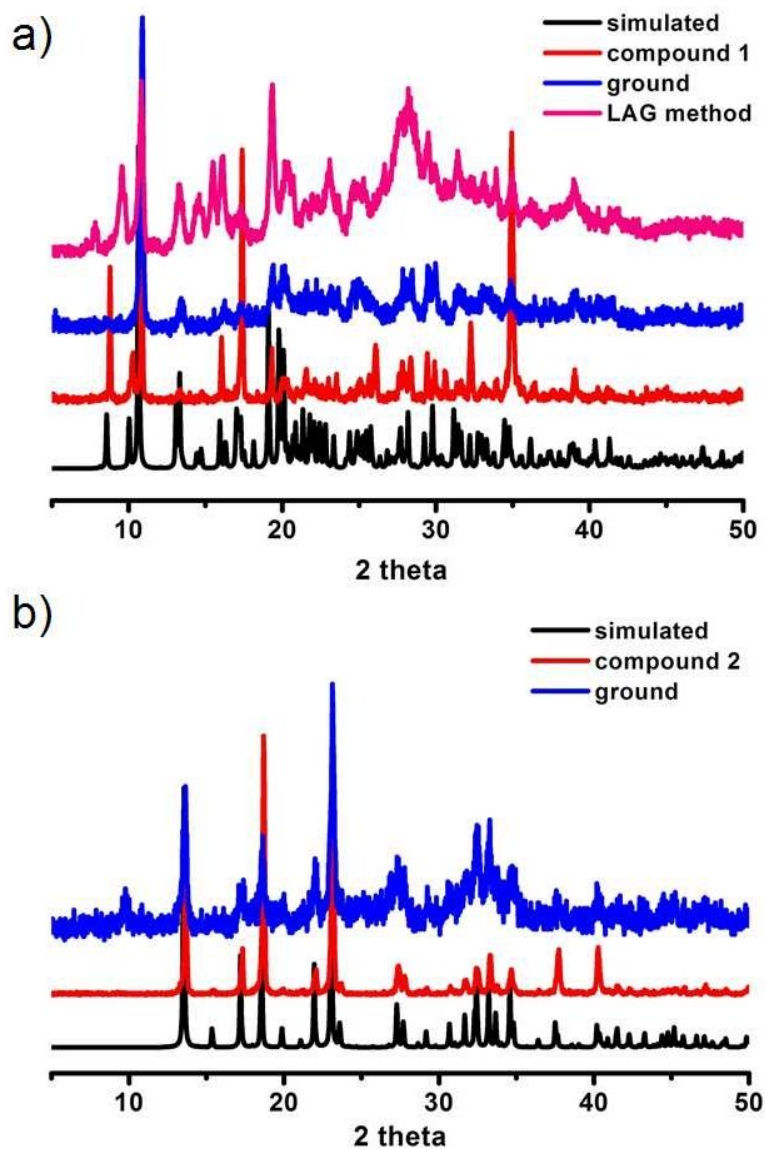 a)
simulated
compound 1
ground
LAG method
10 20 30 40 50
2 theta
b)
simulated
compound 2
ground
10 20 30 40 50
2 theta